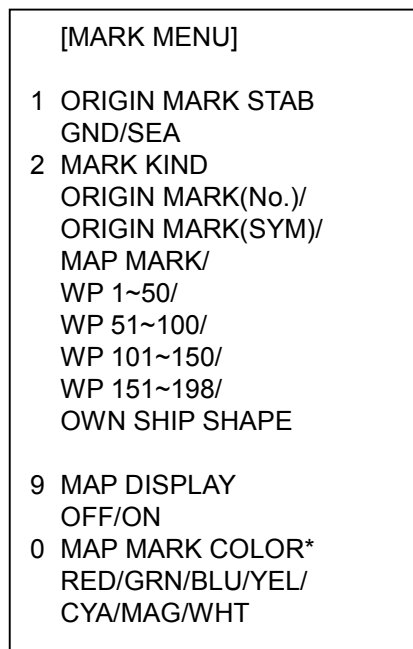 [MARK MENU]
1 ORIGIN MARK STAB
GND/SEA
2 MARK KIND
ORIGIN MARK(No.)/
ORIGIN MARK(SYM)/
MAP MARK/
WP 1~50/
WP 51~100/
WP 101~150/
WP 151~198/
OWN SHIP SHAPE
9 MAP DISPLAY
OFF/ON
0 MAP MARK COLOR*
RED/GRN/BLU/YEL/
CYA/MAG/WHT